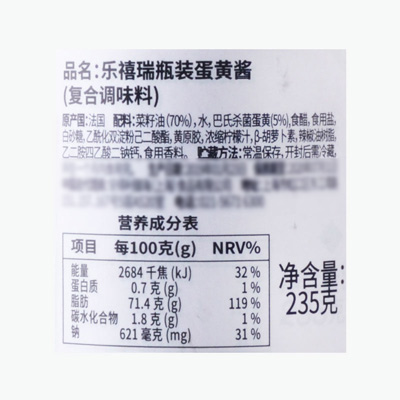 品名:乐禧瑞瓶装蛋黄酱
(复合调味料)
原产国:法国 配料:菜籽油(70%),水,巴氏杀菌蛋黄(5%),食醋,食用盐,
白砂糖,乙酰化双淀粉己二酸酯,黄原胶,浓缩柠檬汁,β-胡萝卜素,辣椒油树脂,
乙二胺四乙酸二钠钙,食用香料。 贮藏方法:常温保存,开封后需冷藏,
营养成分表
项目 每100克(g) NRV%
能量 2684 千焦 (kJ) 32 %
蛋白质 0.7 克 (g) 1 %
脂肪 71.4 克 (g) 119 %
碳水化合物 1.8 克 (g) 1 %
钠 621 毫克 (mg) 31 %
净含量:
235克